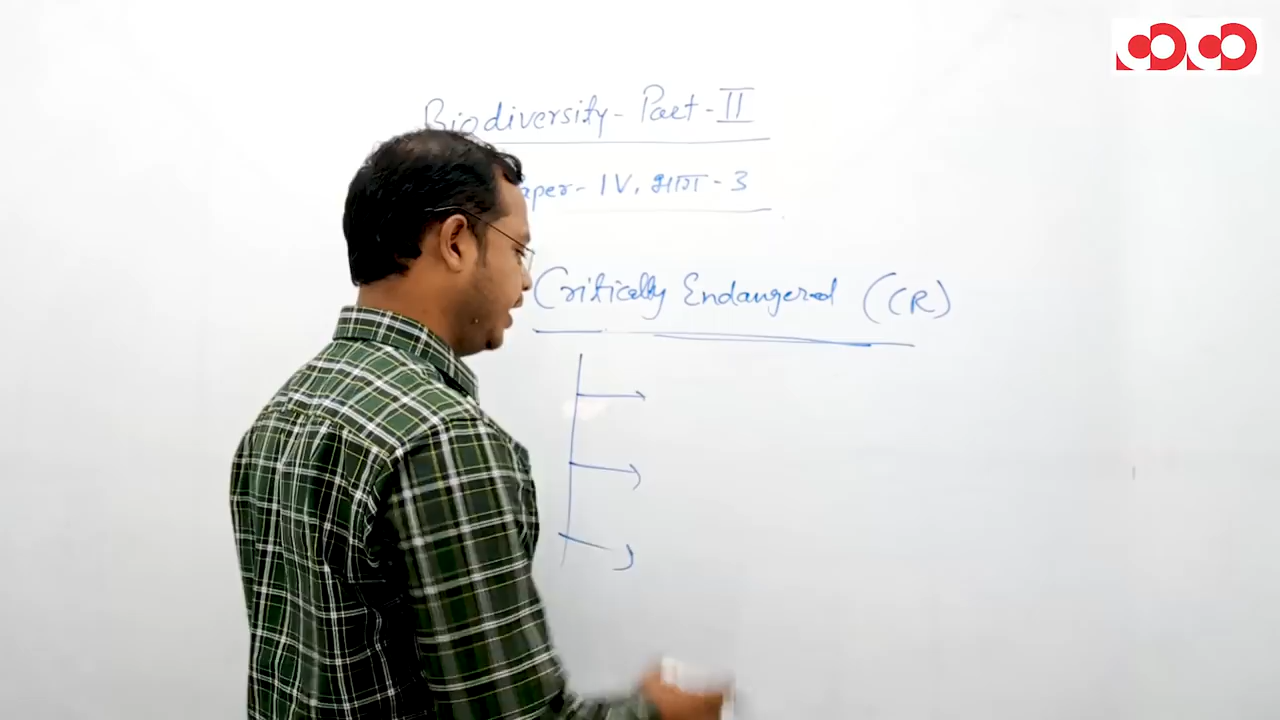 Biodiversity - Part - II
aper - IV, भाग - 3
Critically Endangered (CR)